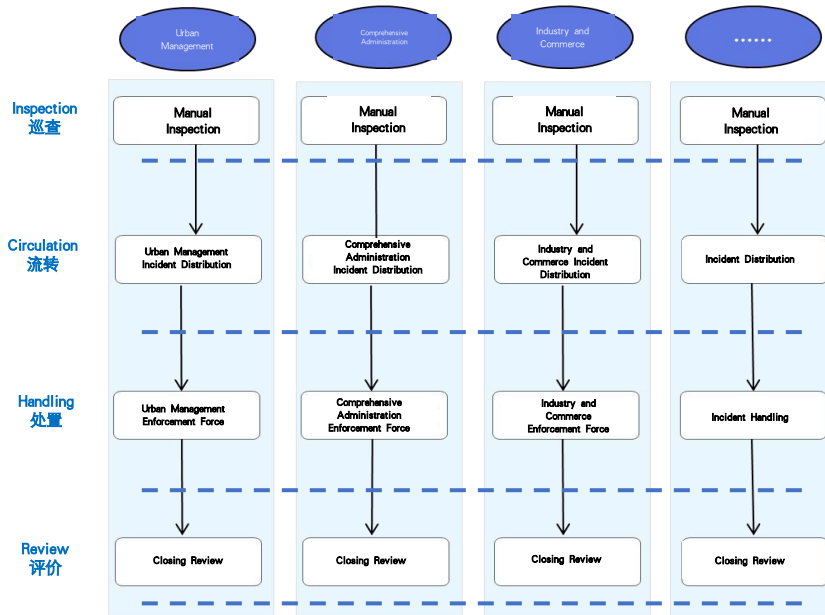 Urban
Management
Comprehensive
Administration
Industry and
Commerce
......
Inspection
巡查
Manual
Inspection
Manual
Inspection
Manual
Inspection
Manual
Inspection
Circulation
流转
Urban Management
Incident Distribution
Comprehensive
Administration
Incident Distribution
Industry and
Commerce Incident
Distribution
Incident Distribution
Handling
处置
Urban Management
Enforcement Force
Comprehensive
Administration
Enforcement Force
Industry and
Commerce
Enforcement Force
Incident Handling
Review
评价
Closing Review
Closing Review
Closing Review
Closing Review